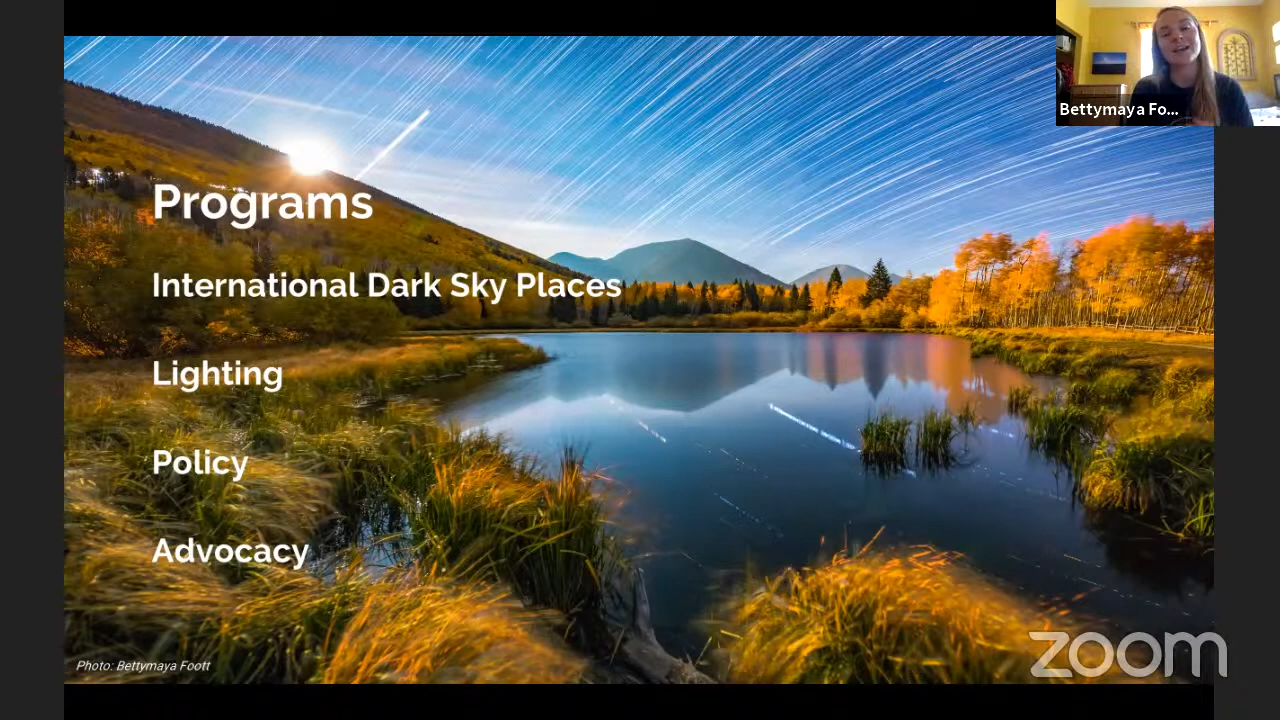 Bettymaya Fo...
Programs
International Dark Sky Places
Lighting
Policy
Advocacy
Photo: Bettymaya Foott
zoom